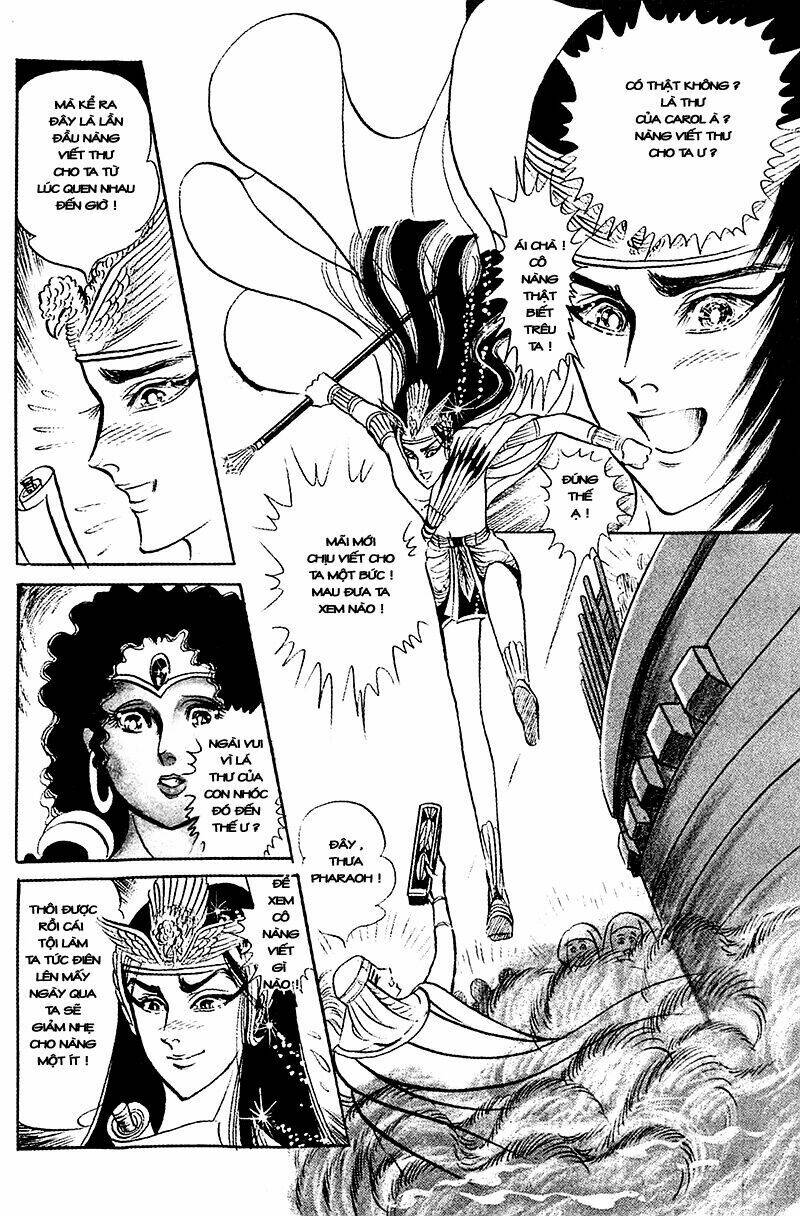 CÓ THẬT KHÔNG ?
LÀ THƯ
CỦA CAROL À ?
NÀNG VIẾT THƯ
CHO TA Ư ?
ÁI CHÀ !
CÔ
NÀNG
THẬT
BIẾT
TRÊU
TA !
ĐÚNG
THẾ
Ạ !
MÃI MỚI
CHỊU VIẾT CHO
TA MỘT BỨC !
MAU ĐƯA TA
XEM NÀO !
MÀ KỂ RA
ĐÂY LÀ LẦN
ĐẦU NÀNG
VIẾT THƯ
CHO TA TỪ
LÚC QUEN NHAU
ĐẾN GIỜ !
NGÀI VUI
VÌ LÁ
THƯ CỦA
CON NHÓC
ĐÓ ĐẾN
THẾ Ư ?
ĐÂY ,
THƯA
PHARAOH !
ĐỂ
XEM
CÔ
NÀNG
VIẾT
GÌ
NÀO !
THÔI ĐƯỢC
RỒI CÁI
TỘI LÀM
TA TỨC ĐIÊN
LÊN MẤY
NGÀY QUA
TA SẼ
GIẢM NHẸ
CHO NÀNG
MỘT ÍT !